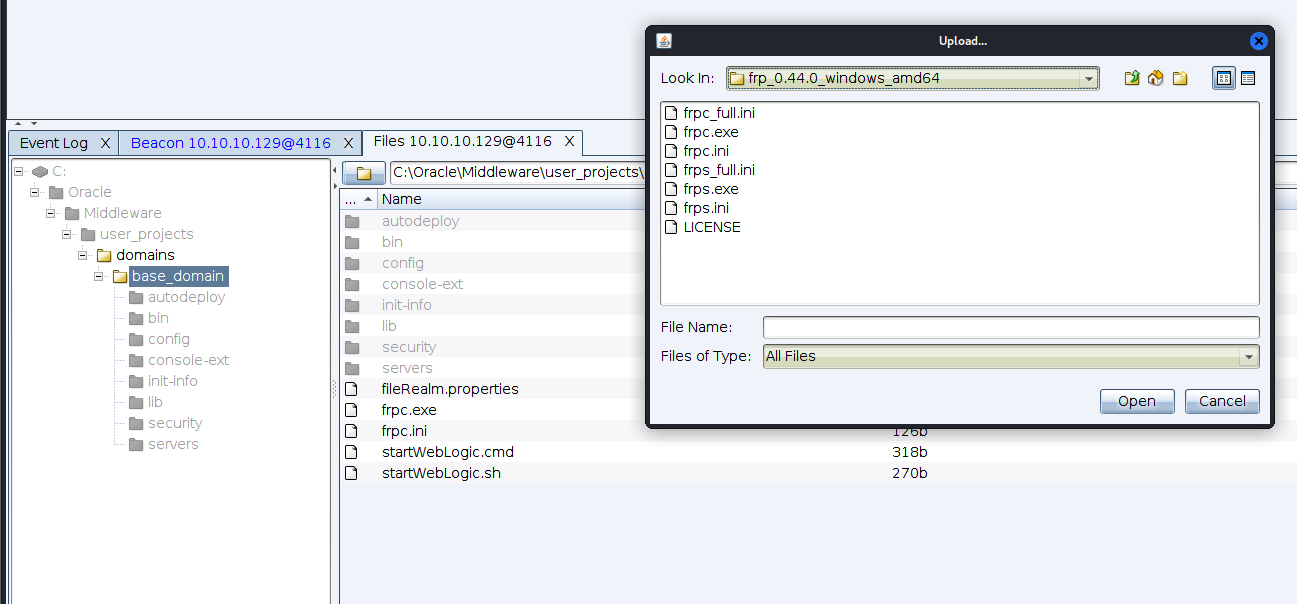 Upload...
Look In: frp_0.44.0_windows_amd64
frpc_full.ini
frpc.exe
frpc.ini
frps_full.ini
frps.exe
frps.ini
LICENSE
File Name:
Files of Type: All Files
Open Cancel
Event Log X Beacon 10.10.10.129@4116 X Files 10.10.10.129@4116 X
C:
Oracle
Middleware
user_projects
domains
base_domain
autodeploy
bin
config
console-ext
init-info
lib
security
servers
C:\Oracle\Middleware\user_projects\
... Name
autodeploy
bin
config
console-ext
init-info
lib
security
servers
fileRealm.properties
frpc.exe
frpc.ini 126b
startWebLogic.cmd 318b
startWebLogic.sh 270b